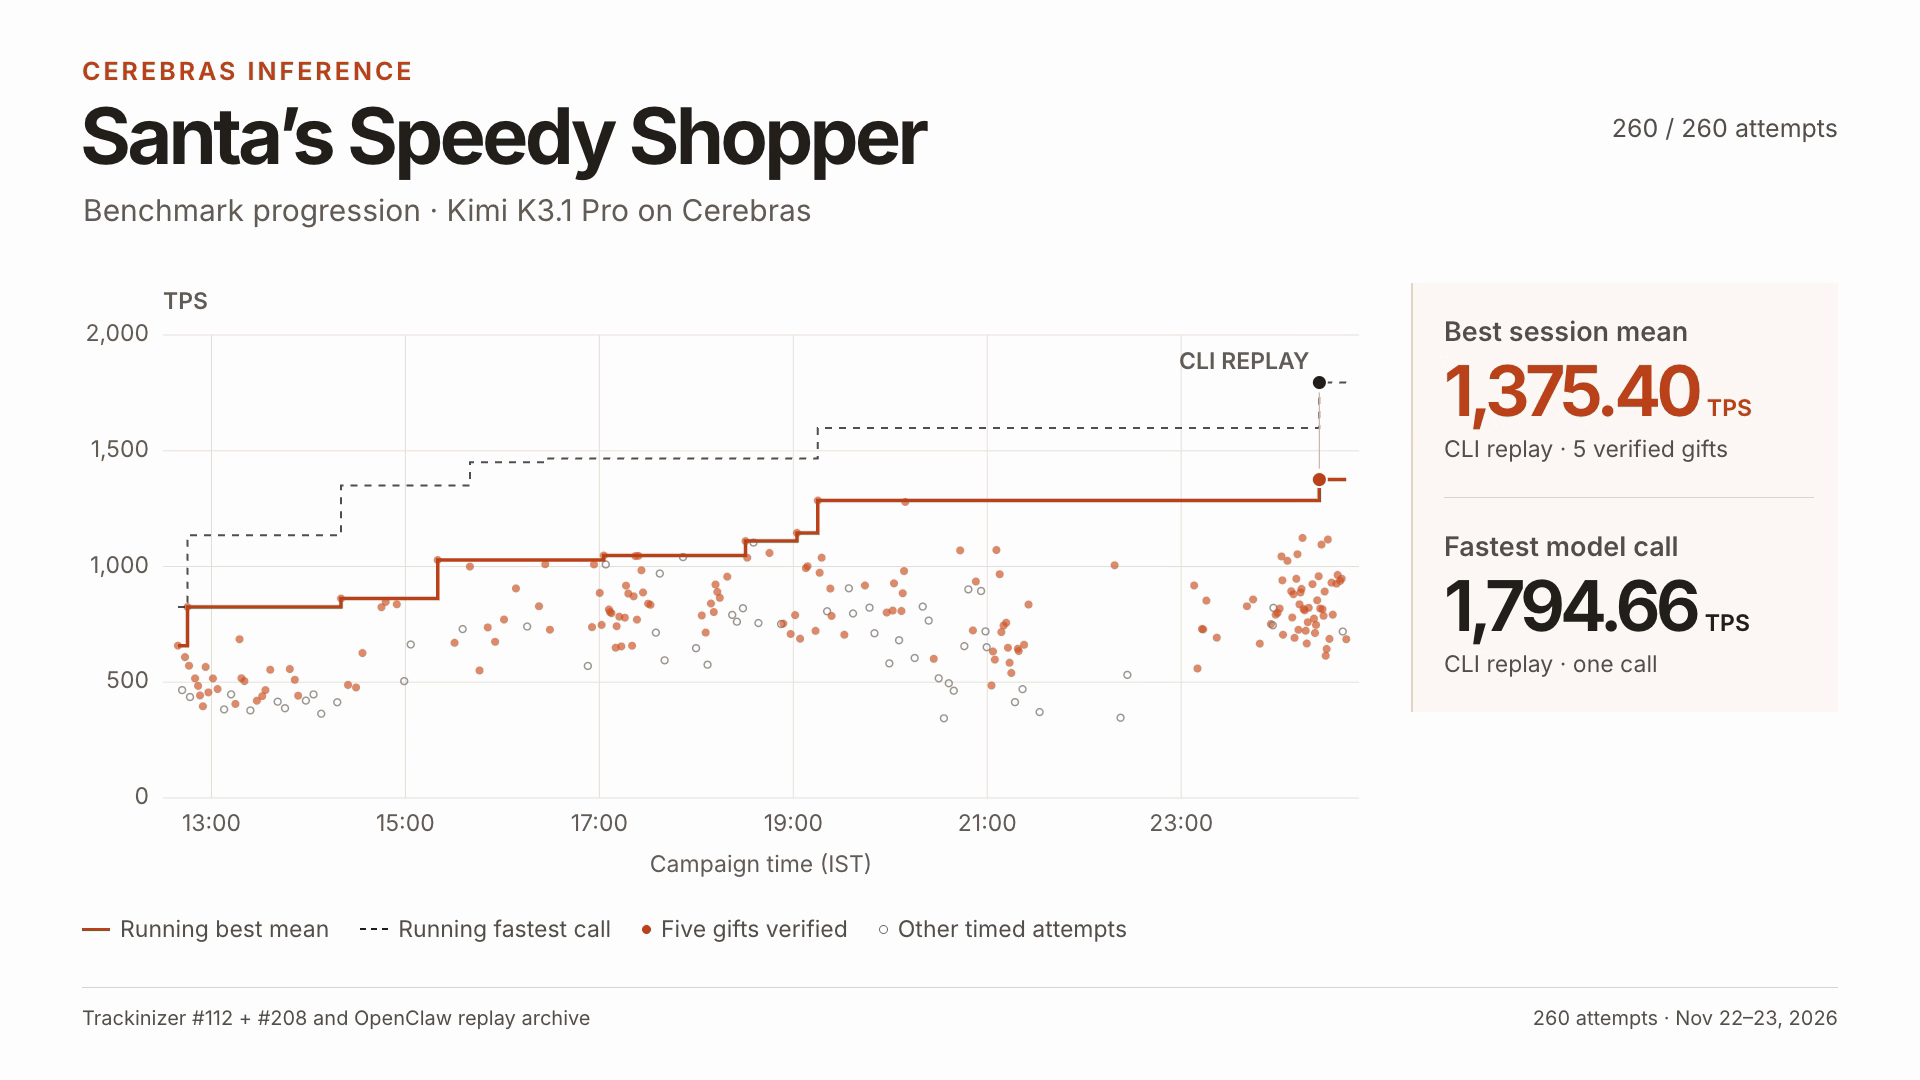 CEREBRAS INFERENCE
Santa’s Speedy Shopper
260 / 260 attempts
Benchmark progression · Kimi K3.1 Pro on Cerebras
TPS
2,000
1,500
1,000
500
0
CLI REPLAY
13:00 15:00 17:00 19:00 21:00 23:00
Campaign time (IST)
Best session mean
1,375.40 TPS
CLI replay · 5 verified gifts
Fastest model call
1,794.66 TPS
CLI replay · one call
Running best mean Running fastest call Five gifts verified Other timed attempts
Trackinizer #112 + #208 and OpenClaw replay archive
260 attempts · Nov 22–23, 2026